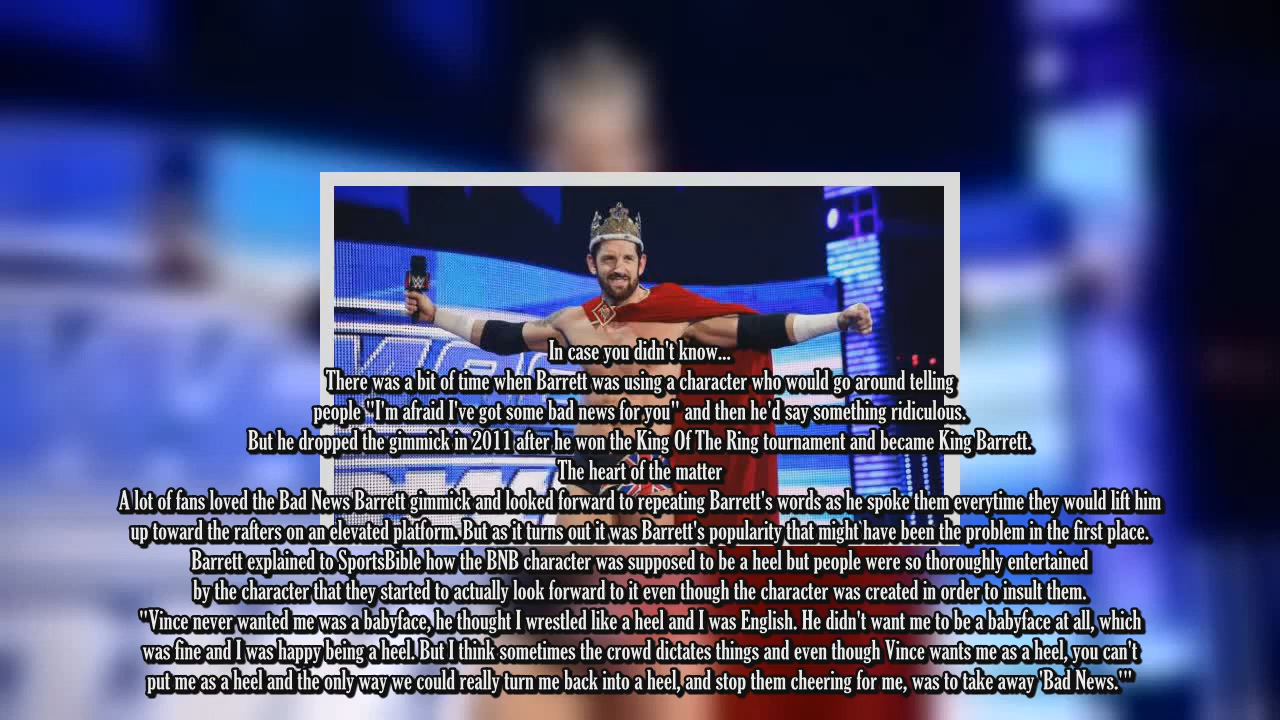 In case you didn't know...
There was a bit of time when Barrett was using a character who would go around telling
people "I'm afraid I've got some bad news for you" and then he'd say something ridiculous.
But he dropped the gimmick in 2011 after he won the King Of The Ring tournament and became King Barrett.
The heart of the matter
A lot of fans loved the Bad News Barrett gimmick and looked forward to repeating Barrett's words as he spoke them everytime they would lift him
up toward the rafters on an elevated platform. But as it turns out it was Barrett's popularity that might have been the problem in the first place.
Barrett explained to SportsBible how the BNB character was supposed to be a heel but people were so thoroughly entertained
by the character that they started to actually look forward to it even though the character was created in order to insult them.
"Vince never wanted me was a babyface, he thought I wrestled like a heel and I was English. He didn't want me to be a babyface at all, which
was fine and I was happy being a heel. But I think sometimes the crowd dictates things and even though Vince wants me as a heel, you can't
put me as a heel and the only way we could really turn me back into a heel, and stop them cheering for me, was to take away 'Bad News.'"